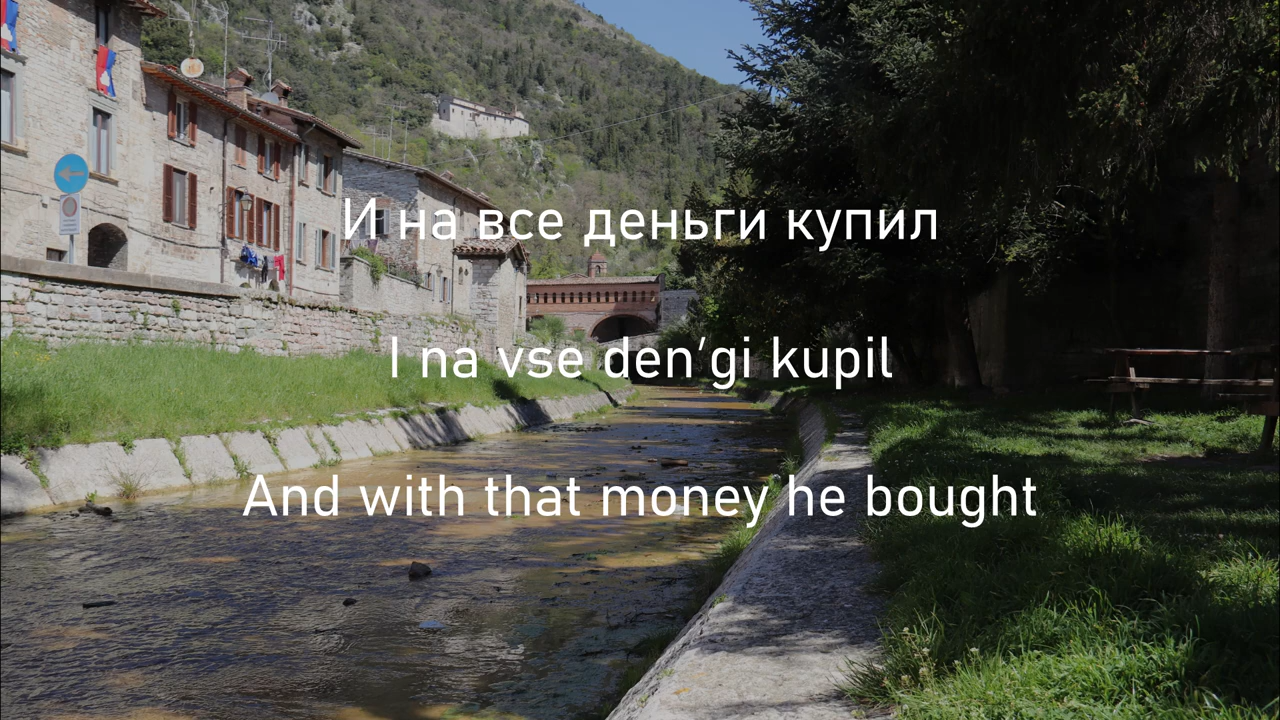 И на все деньги купил
I na vse den’gi kupil
And with that money he bought